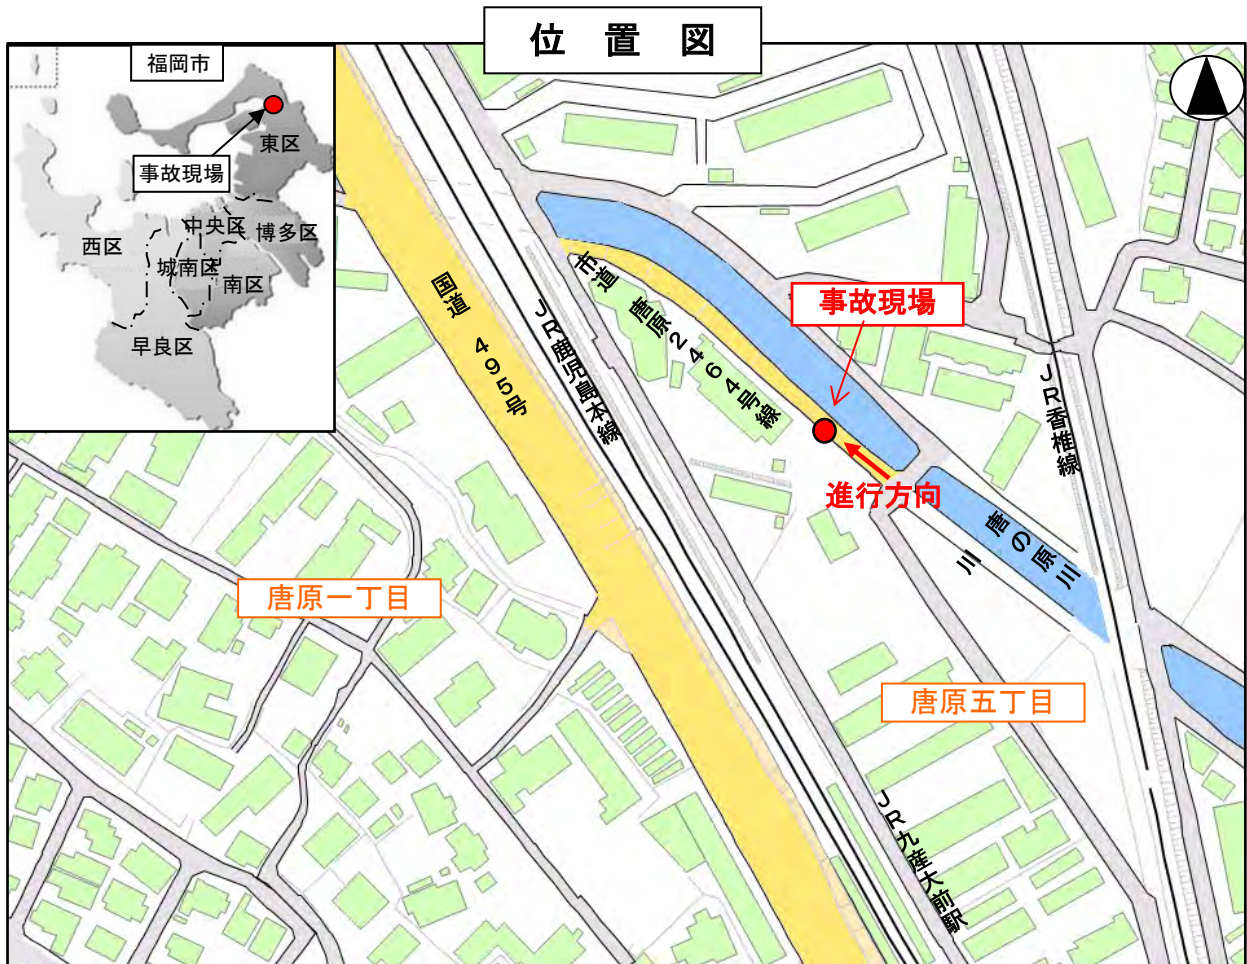 位 置 図
福岡市
東区
事故現場
中央区
博多区
西区
城南区
南区
早良区
国道 495号
JR鹿児島本線
市道 唐原2464号線
事故現場
進行方向
JR香椎線
唐の原川
川
唐原一丁目
唐原五丁目
JR九産大前駅